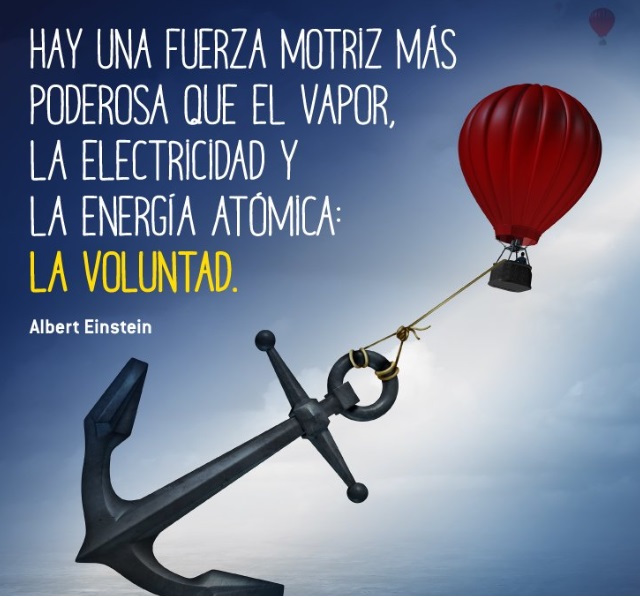 HAY UNA FUERZA MOTRIZ MÁS
PODEROSA QUE EL VAPOR,
LA ELECTRICIDAD Y
LA ENERGÍA ATÓMICA:
LA VOLUNTAD.
Albert Einstein